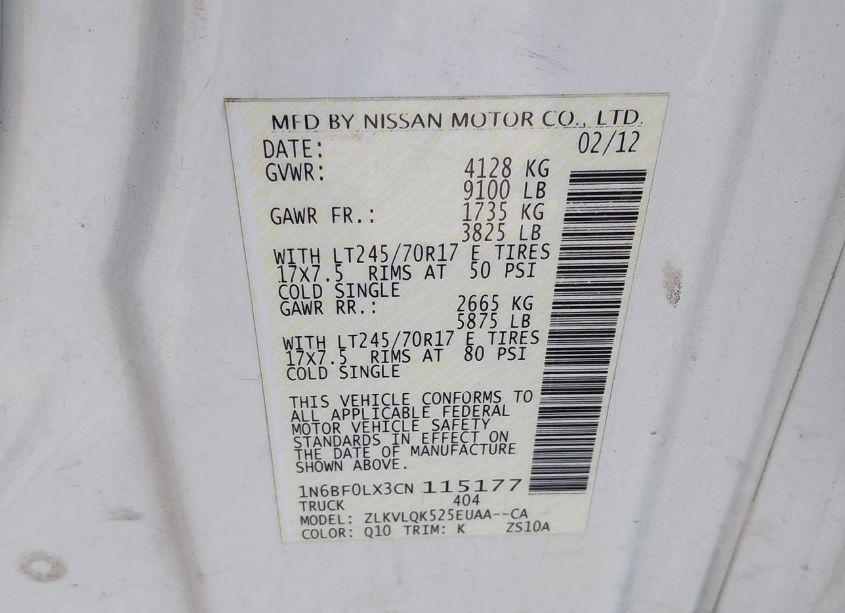 MFD BY NISSAN MOTOR CO., LTD.
DATE: 02/12
GVWR: 4128 KG
9100 LB
GAWR FR.: 1735 KG
3825 LB
WITH LT245/70R17 E TIRES
17X7.5 RIMS AT 50 PSI
COLD SINGLE
GAWR RR.: 2665 KG
5875 LB
WITH LT245/70R17 E TIRES
17X7.5 RIMS AT 80 PSI
COLD SINGLE
THIS VEHICLE CONFORMS TO
ALL APPLICABLE FEDERAL
MOTOR VEHICLE SAFETY
STANDARDS IN EFFECT ON
THE DATE OF MANUFACTURE
SHOWN ABOVE.
1N6BF0LX3CN 115177
TRUCK 404
MODEL: ZLKVLQK525EUAA--CA
COLOR: Q10 TRIM: K ZS10A